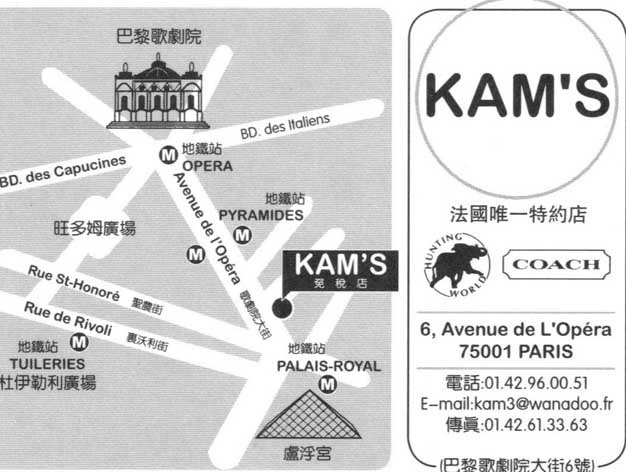 巴黎歌劇院
BD. des Italiens
地鐵站
OPERA
BD. des Capucines
Avenue de l'Opéra 歌劇院大街
地鐵站
PYRAMIDES
旺多姆廣場
KAM'S
免稅店
Rue St-Honoré 聖農街
Rue de Rivoli 裏沃利街
地鐵站
TUILERIES
杜伊勒利廣場
地鐵站
PALAIS-ROYAL
盧浮宮
M
M
M
M
M
KAM'S
法國唯一特約店
HUNTING
WORLD
COACH
6, Avenue de L'Opéra
75001 PARIS
電話:01.42.96.00.51
E-mail:kam3@wanadoo.fr
傳眞:01.42.61.33.63
(巴黎歌劇院大街6號)